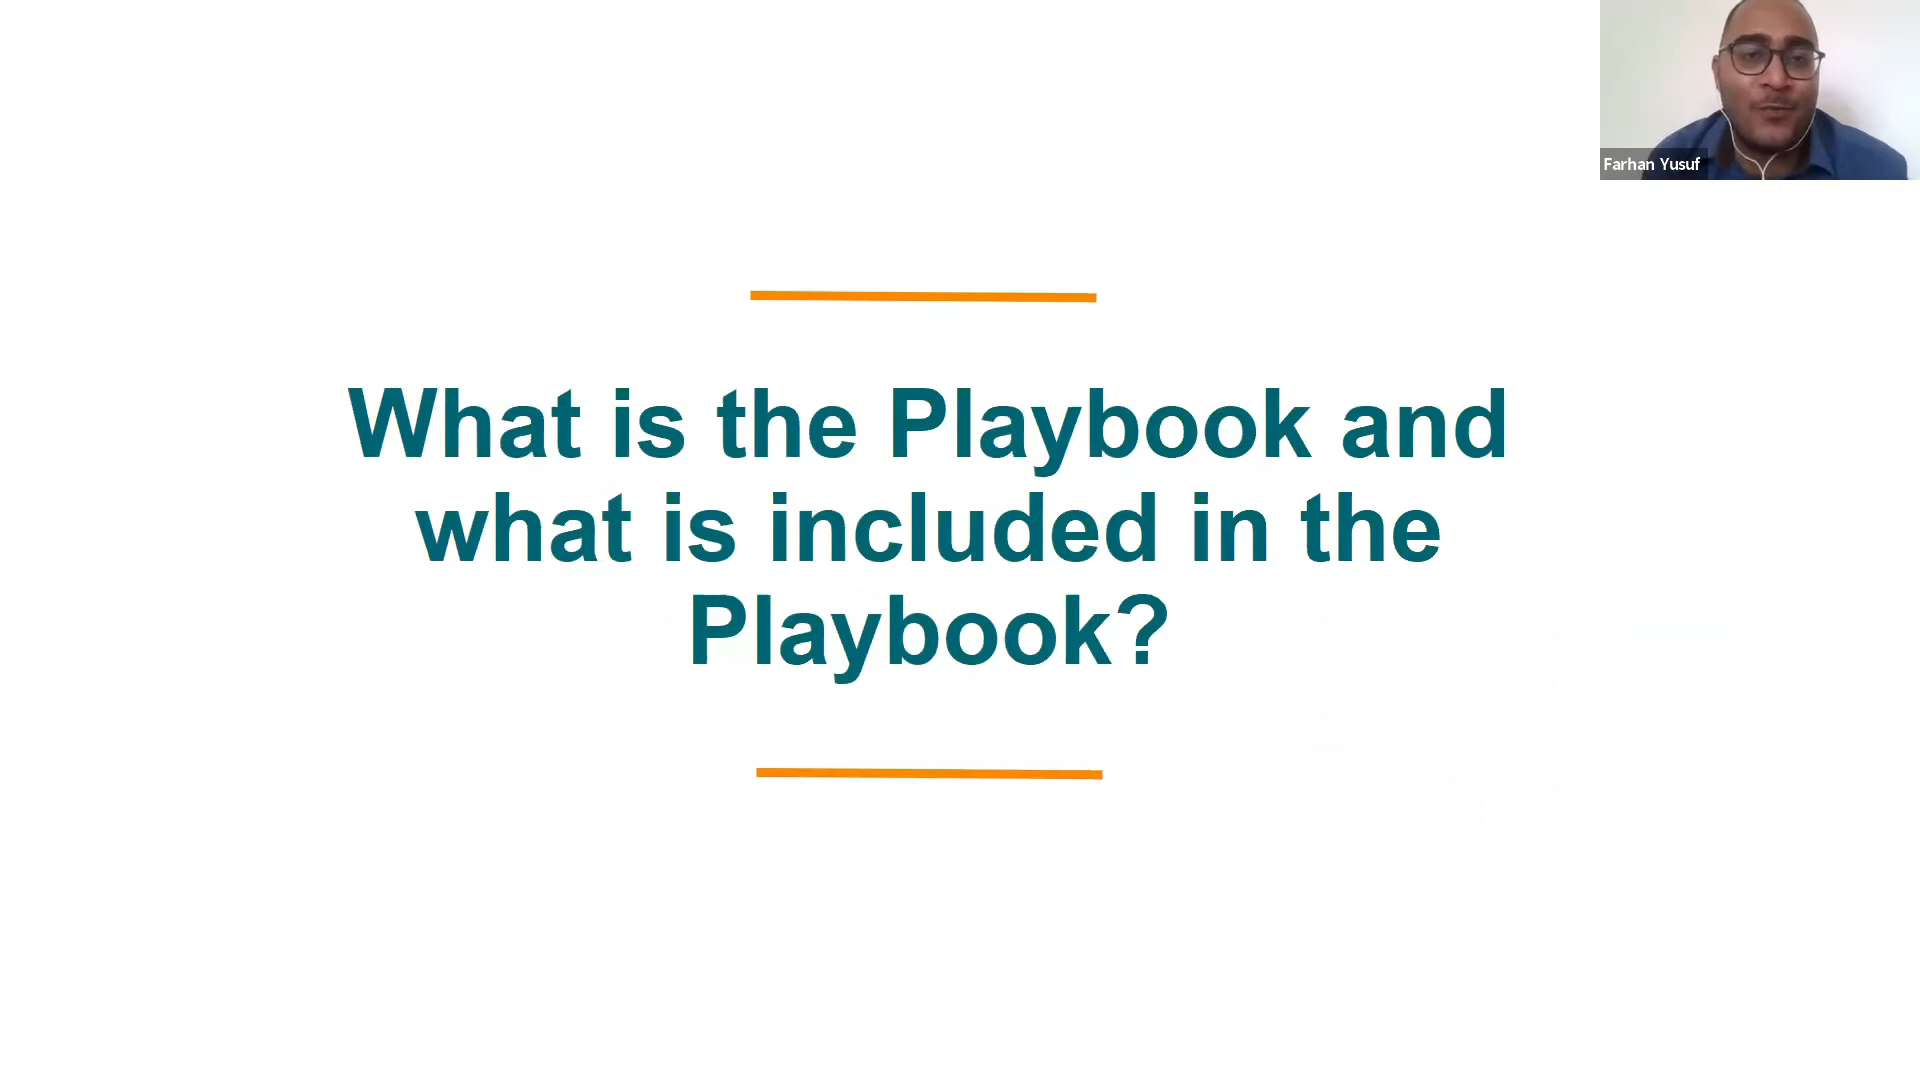 Farhan Yusuf
What is the Playbook and
what is included in the
Playbook?